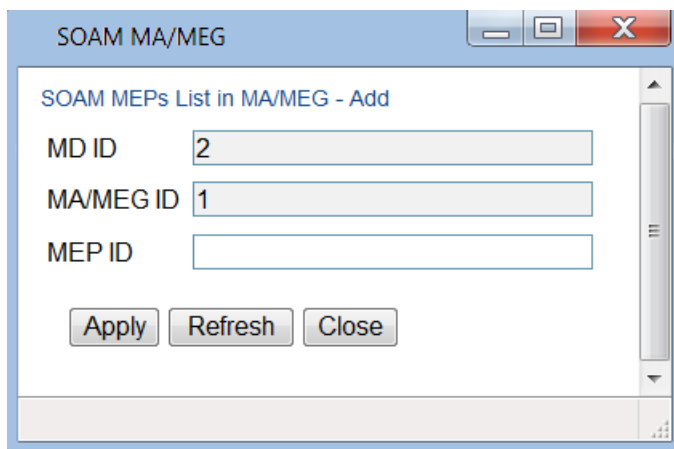 SOAM MA/MEG
SOAM MEPs List in MA/MEG - Add
MD ID 2
MA/MEG ID 1
MEP ID
Apply Refresh Close